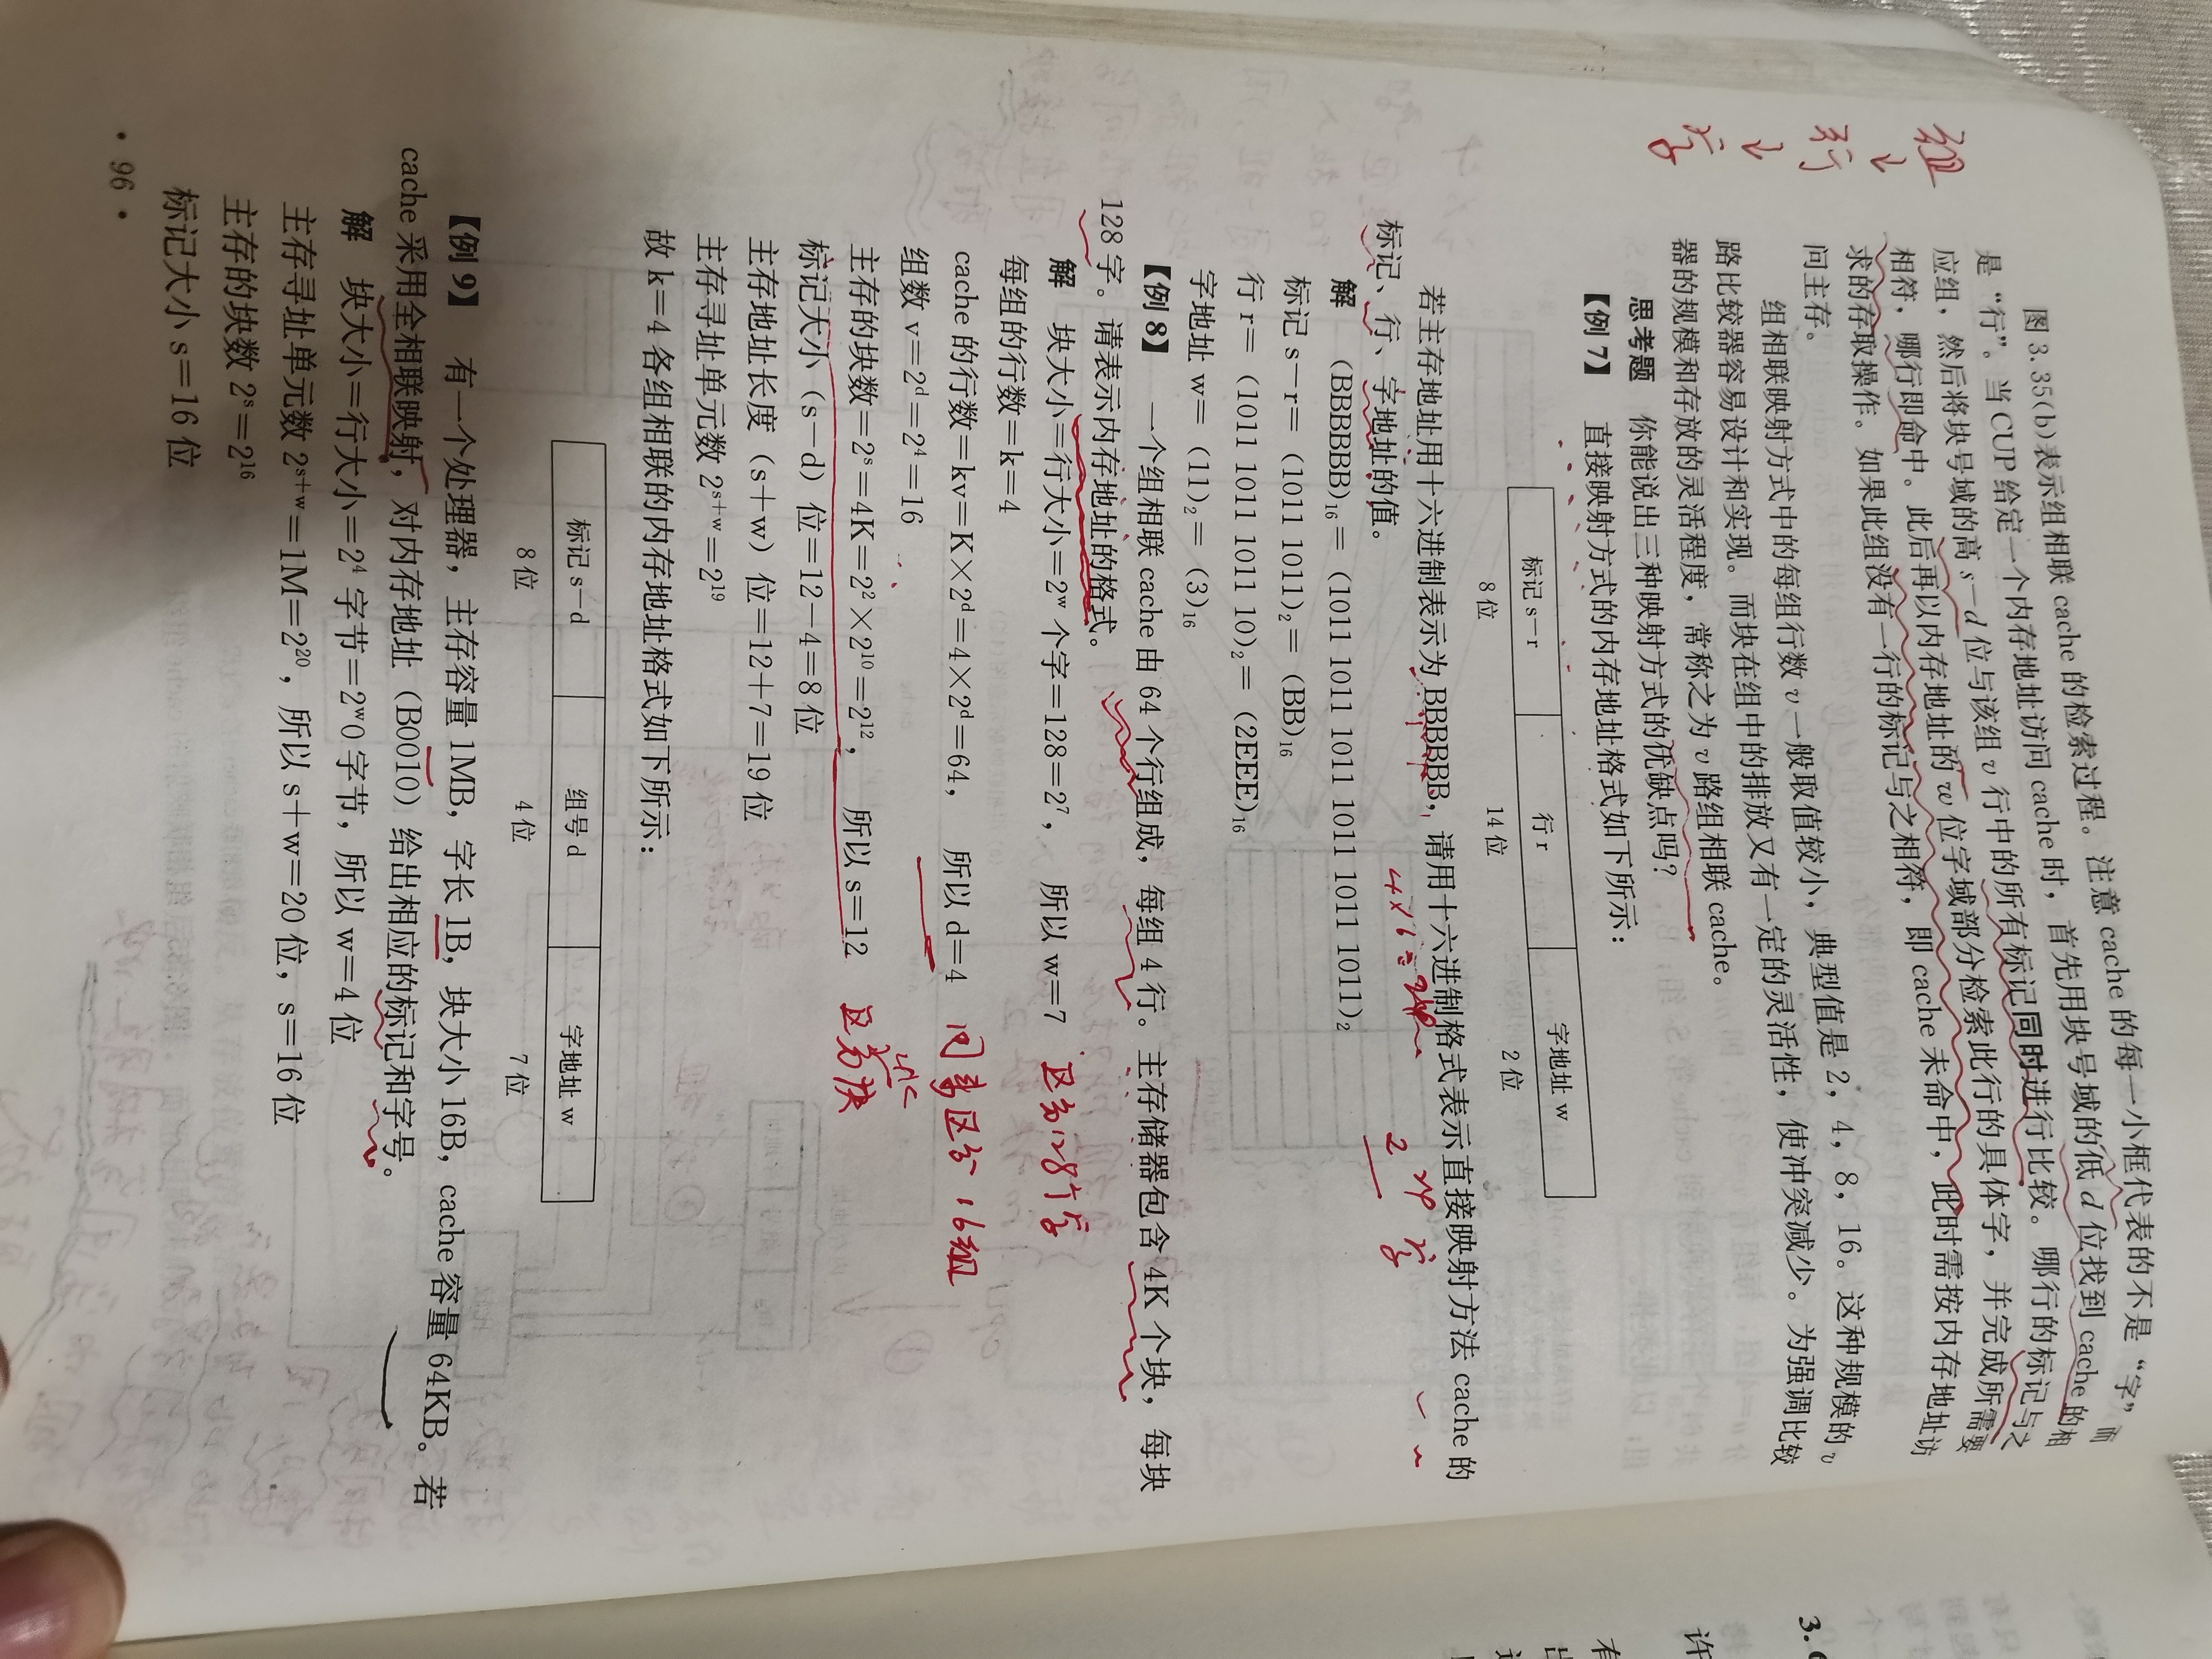 图 3.35(b)表示组相联 cache 的检索过程。注意 cache 的每一小框代表的不是“字”而
是“行”。当 CUP 给定一个内存地址访问 cache 时，首先用块号域的低 d 位找到 cache 的相
应组，然后将块号域的高 s－d 位与该组 v 行中的所有标记同时进行比较。哪行的标记与之
相符，哪行即命中。此后再以内存地址的 w 位字域部分检索此行的具体字，并完成所需要
求的存取操作。如果此组没有一行的标记与之相符，即 cache 未命中，此时需按内存地址访
问主存。
组
↓
行
↓
字
组相联映射方式中的每组行数 v 一般取值较小，典型值是 2，4，8，16。这种规模的 v
路比较器容易设计和实现。而块在组中的排放又有一定的灵活性，使冲突减少。为强调比较
器的规模和存放的灵活程度，常称之为 v 路组相联 cache。
思考题 你能说出三种映射方式的优缺点吗？
【例 7】 直接映射方式的内存地址格式如下所示：
标记 s－r 行 r 字地址 w
8 位 14 位 2 位
若主存地址用十六进制表示为 BBBBBB，请用十六进制格式表示直接映射方法 cache 的
4×6=24 2²⁴ 字
标记、行、字地址的值。
解 (BBBBBB)₁₆＝(1011 1011 1011 1011 1011 1011)₂
标记 s－r＝(1011 1011)₂＝(BB)₁₆
行 r＝(1011 1011 1011 10)₂＝(2EEE)₁₆
字地址 w＝(11)₂＝(3)₁₆
【例 8】 一个组相联 cache 由 64 个行组成，每组 4 行。主存储器包含 4K 个块，每块
128 字。请表示内存地址的格式。
解 块大小＝行大小＝2ʷ 个字＝128＝2⁷， 所以 w＝7 区分128个字
每组的行数＝k＝4
cache 的行数＝kv＝K×2ᵈ＝4×2ᵈ＝64， 所以 d＝4 用来区分 16组
组数 v＝2ᵈ＝2⁴＝16
主存的块数＝2ˢ＝4K＝2²×2¹⁰＝2¹²， 所以 s＝12 区分4K块
标记大小（s－d）位＝12－4＝8 位
主存地址长度（s＋w）位＝12＋7＝19 位
主存寻址单元数 2ˢ⁺ʷ＝2¹⁹
故 k＝4 各组相联的内存地址格式如下所示：
标记 s－d 组号 d 字地址 w
8 位 4 位 7 位
【例 9】 有一个处理器，主存容量 1MB，字长 1B，块大小 16B，cache 容量 64KB。若
cache 采用全相联映射，对内存地址（B0010）给出相应的标记和字号。
解 块大小＝行大小＝2⁴ 字节＝2ʷ0 字节，所以 w＝4 位
主存寻址单元数 2ˢ⁺ʷ＝1M＝2²⁰，所以 s＋w＝20 位，s＝16 位
主存的块数 2ˢ＝2¹⁶
标记大小 s＝16 位
· 96 ·
3.
许